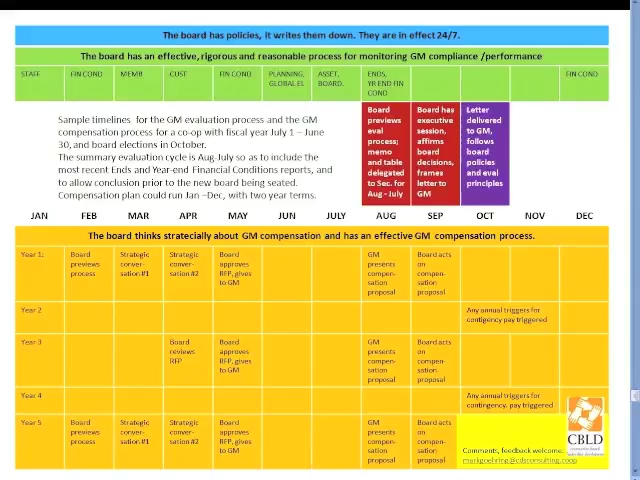 The board has policies, it writes them down. They are in effect 24/7.
The board has an effective, rigorous and reasonable process for monitoring GM compliance /performance
STAFF FIN COND MEMB CUST FIN COND PLANNING, ASSET, ENDS, FIN COND
GLOBAL EL BOARD. YR END FIN
COND
Sample timelines for the GM evaluation process and the GM
compensation process for a co-op with fiscal year July 1 – June
30, and board elections in October.
The summary evaluation cycle is Aug-July so as to include the
most recent Ends and Year-end Financial Conditions reports, and
to allow conclusion prior to the new board being seated.
Compensation plan could run Jan –Dec, with two year terms.
Board
previews
eval
process;
memo
and table
delegated
to Sec. for
Aug - July
Board has
executive
session,
affirms
board
decisions,
frames
letter to
GM
Letter
delivered
to GM,
follows
board
policies
and eval
principles
JAN FEB MAR APR MAY JUN JULY AUG SEP OCT NOV DEC
The board thinks stratecially about GM compensation and has an effective GM compensation process.
Year 1:
Board
previews
process
Strategic
conver-
sation #1
Strategic
conver-
sation #2
Board
approves
RFP, gives
to GM
GM
presents
compen-
sation
proposal
Board acts
on
compen-
sation
proposal
Year 2
Any annual triggers for
contigency pay triggered
Year 3
Board
reviews
RFP
Board
approves
RFP, gives
to GM
GM
presents
compen-
sation
proposal
Board acts
on
compen-
sation
proposal
Year 4
Any annual triggers for
contingency, pay triggered
Year 5
Board
previews
process
Strategic
conver-
sation #1
Strategic
conver-
sation #2
Board
approves
RFP, gives
to GM
GM
presents
compen-
sation
proposal
Board acts
on
compen-
sation
proposal
Comments, feedback welcome:
markgoehring@cdsconsulting.coop
CBLD